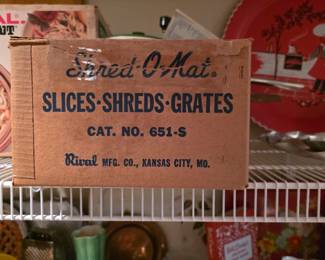 Shred-O-Mat®
SLICES·SHREDS·GRATES
CAT. NO. 651-S
Rival MFG. CO., KANSAS CITY, MO.